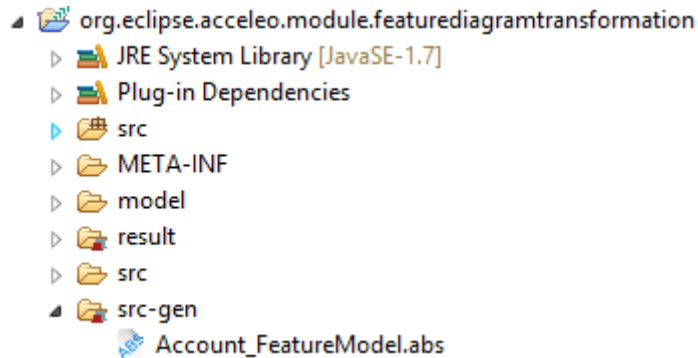 org.eclipse.acceleo.module.featurediagramtransformation
JRE System Library [JavaSE-1.7]
Plug-in Dependencies
src
META-INF
model
result
src
src-gen
ABS Account_FeatureModel.abs